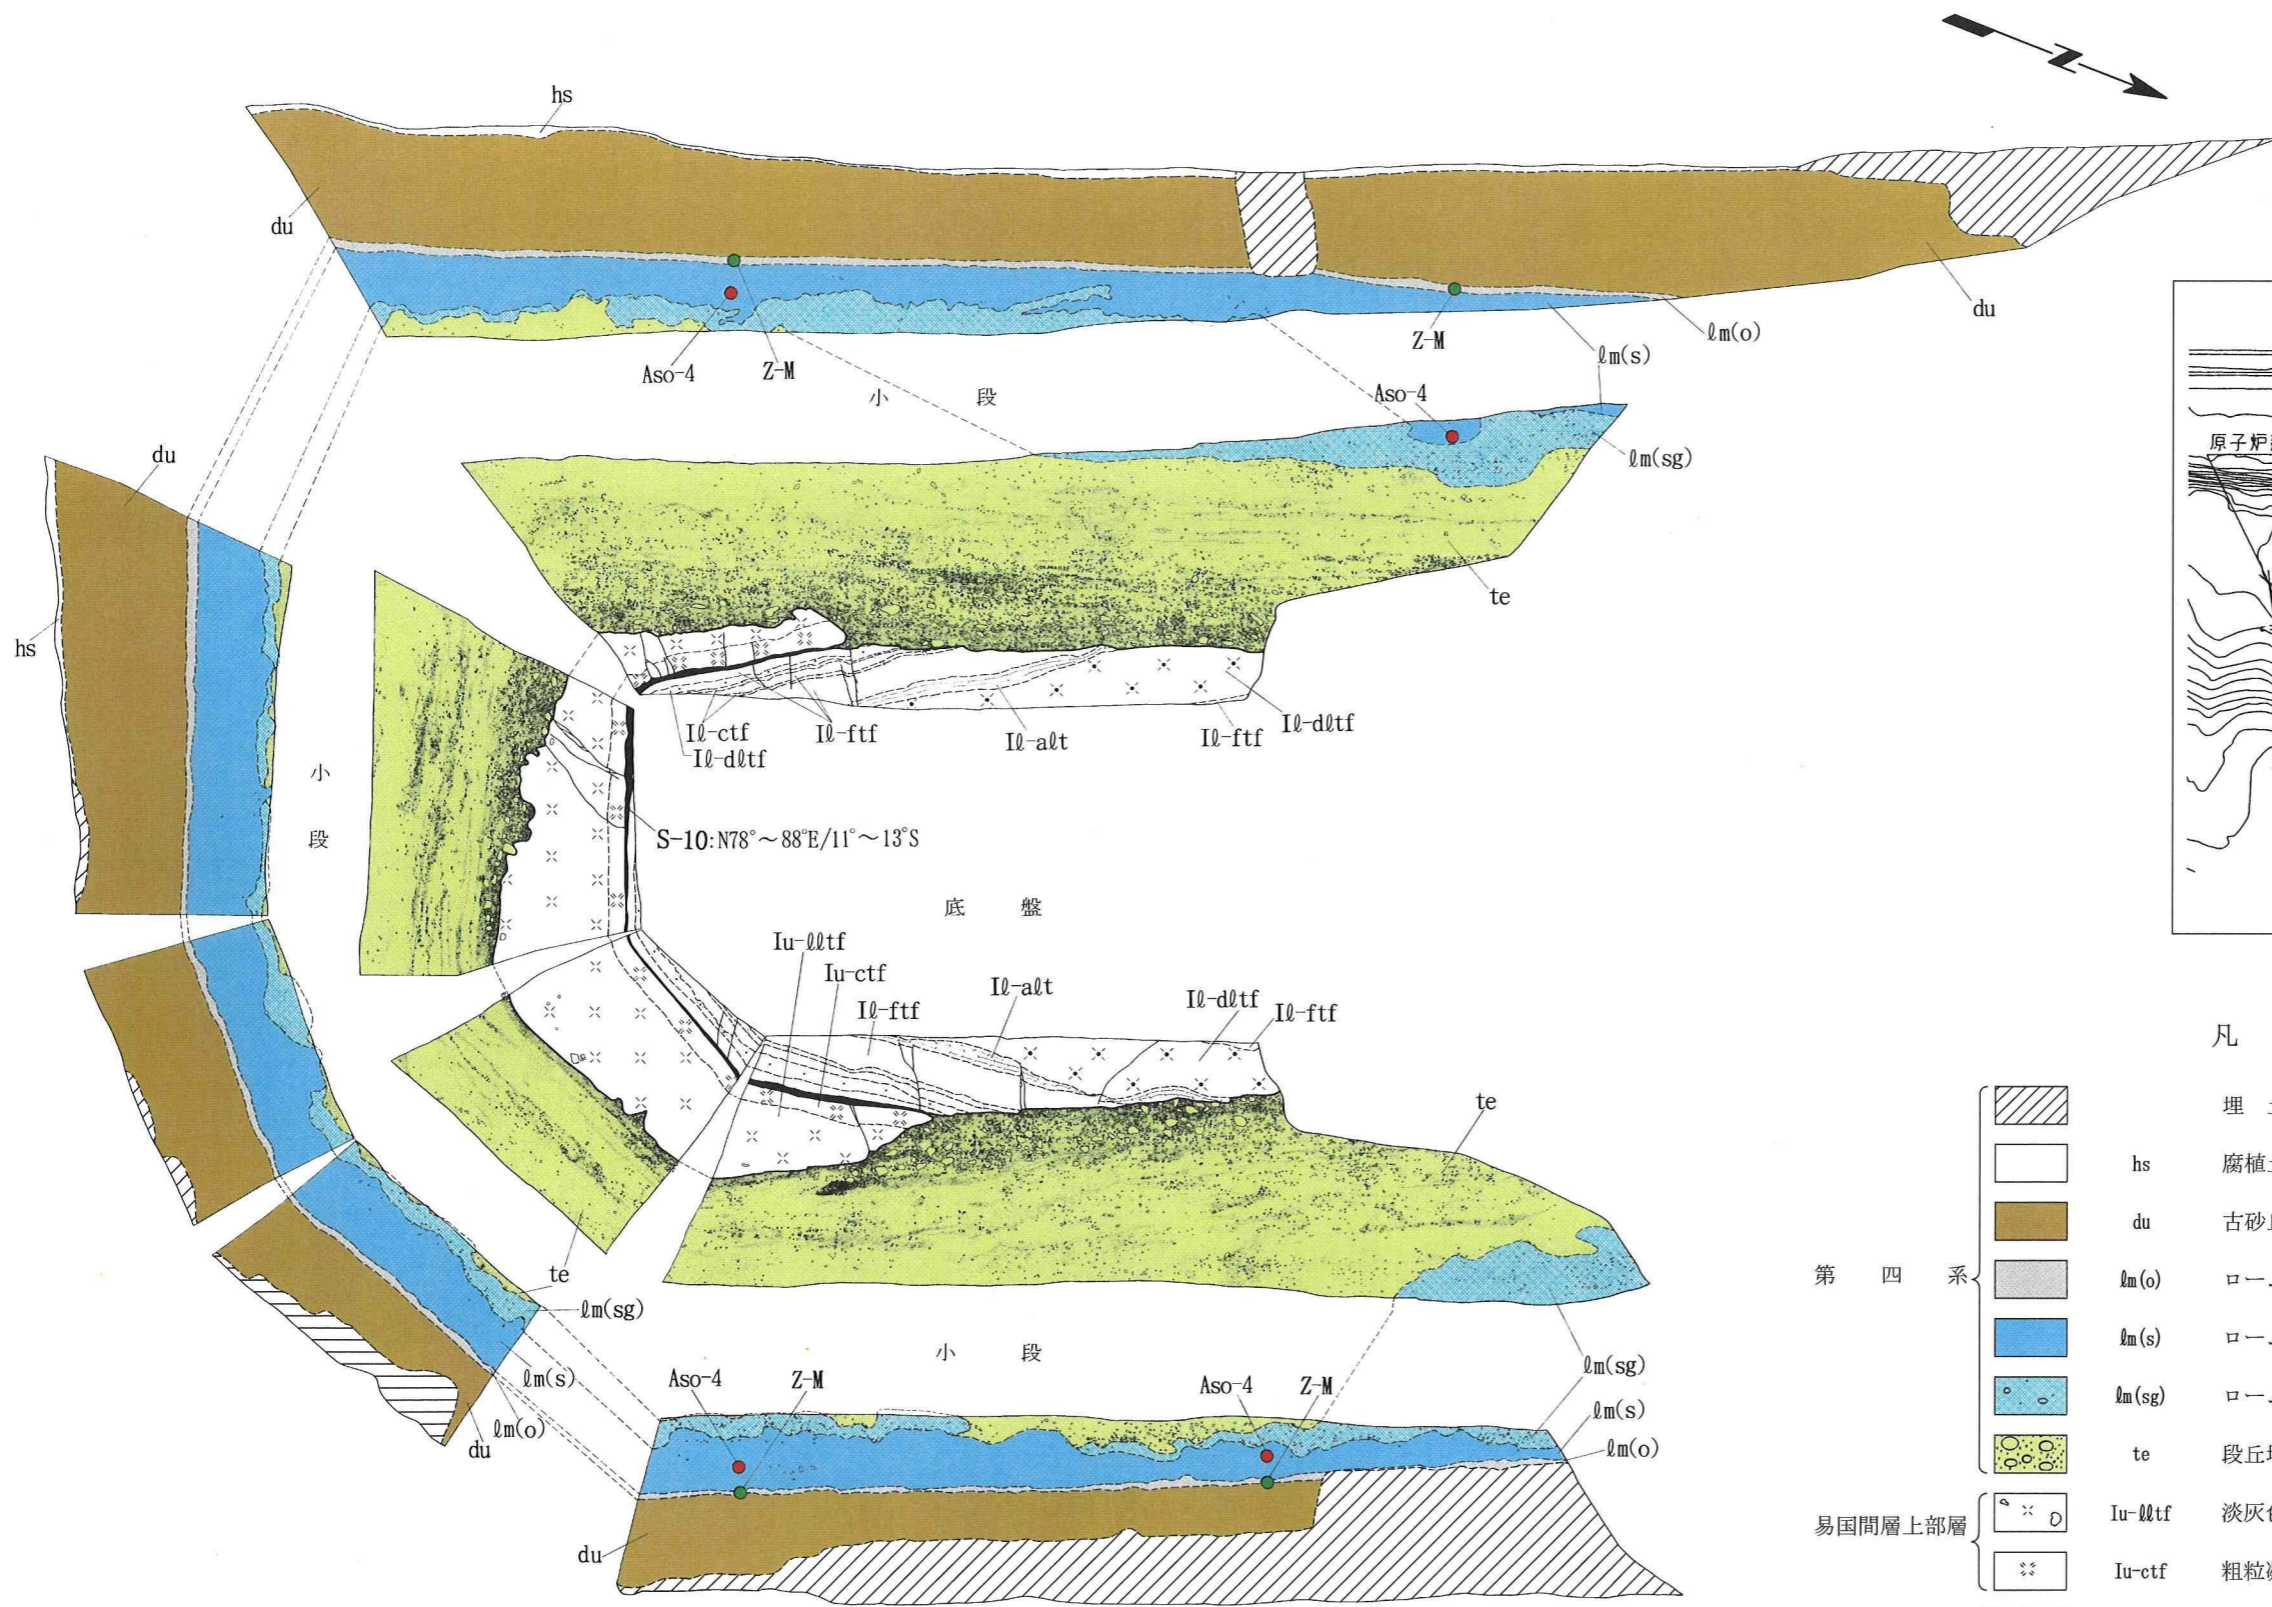 hs
du
du
Aso-4
Z-M
Z-M
ℓm(o)
ℓm(s)
小 段
Aso-4
ℓm(sg)
原子炉
du
hs
te
Iℓ-ctf
Iℓ-dℓtf
Iℓ-ftf
Iℓ-aℓt
Iℓ-ftf
Iℓ-dℓtf
小
段
S-10:N78°～88°E/11°～13°S
底 盤
Iu-ℓℓtf
Iu-ctf
Iℓ-ftf
Iℓ-aℓt
Iℓ-dℓtf
Iℓ-ftf
te
te
ℓm(sg)
ℓm(s)
ℓm(o)
du
小 段
Aso-4
Z-M
Aso-4
Z-M
ℓm(sg)
ℓm(s)
ℓm(o)
du
凡
第 四 系
埋
hs 腐植
du 古砂
ℓm(o) ロー
ℓm(s) ロー
ℓm(sg) ロー
te 段丘
易国間層上部層
Iu-ℓℓtf 淡灰
Iu-ctf 粗粒